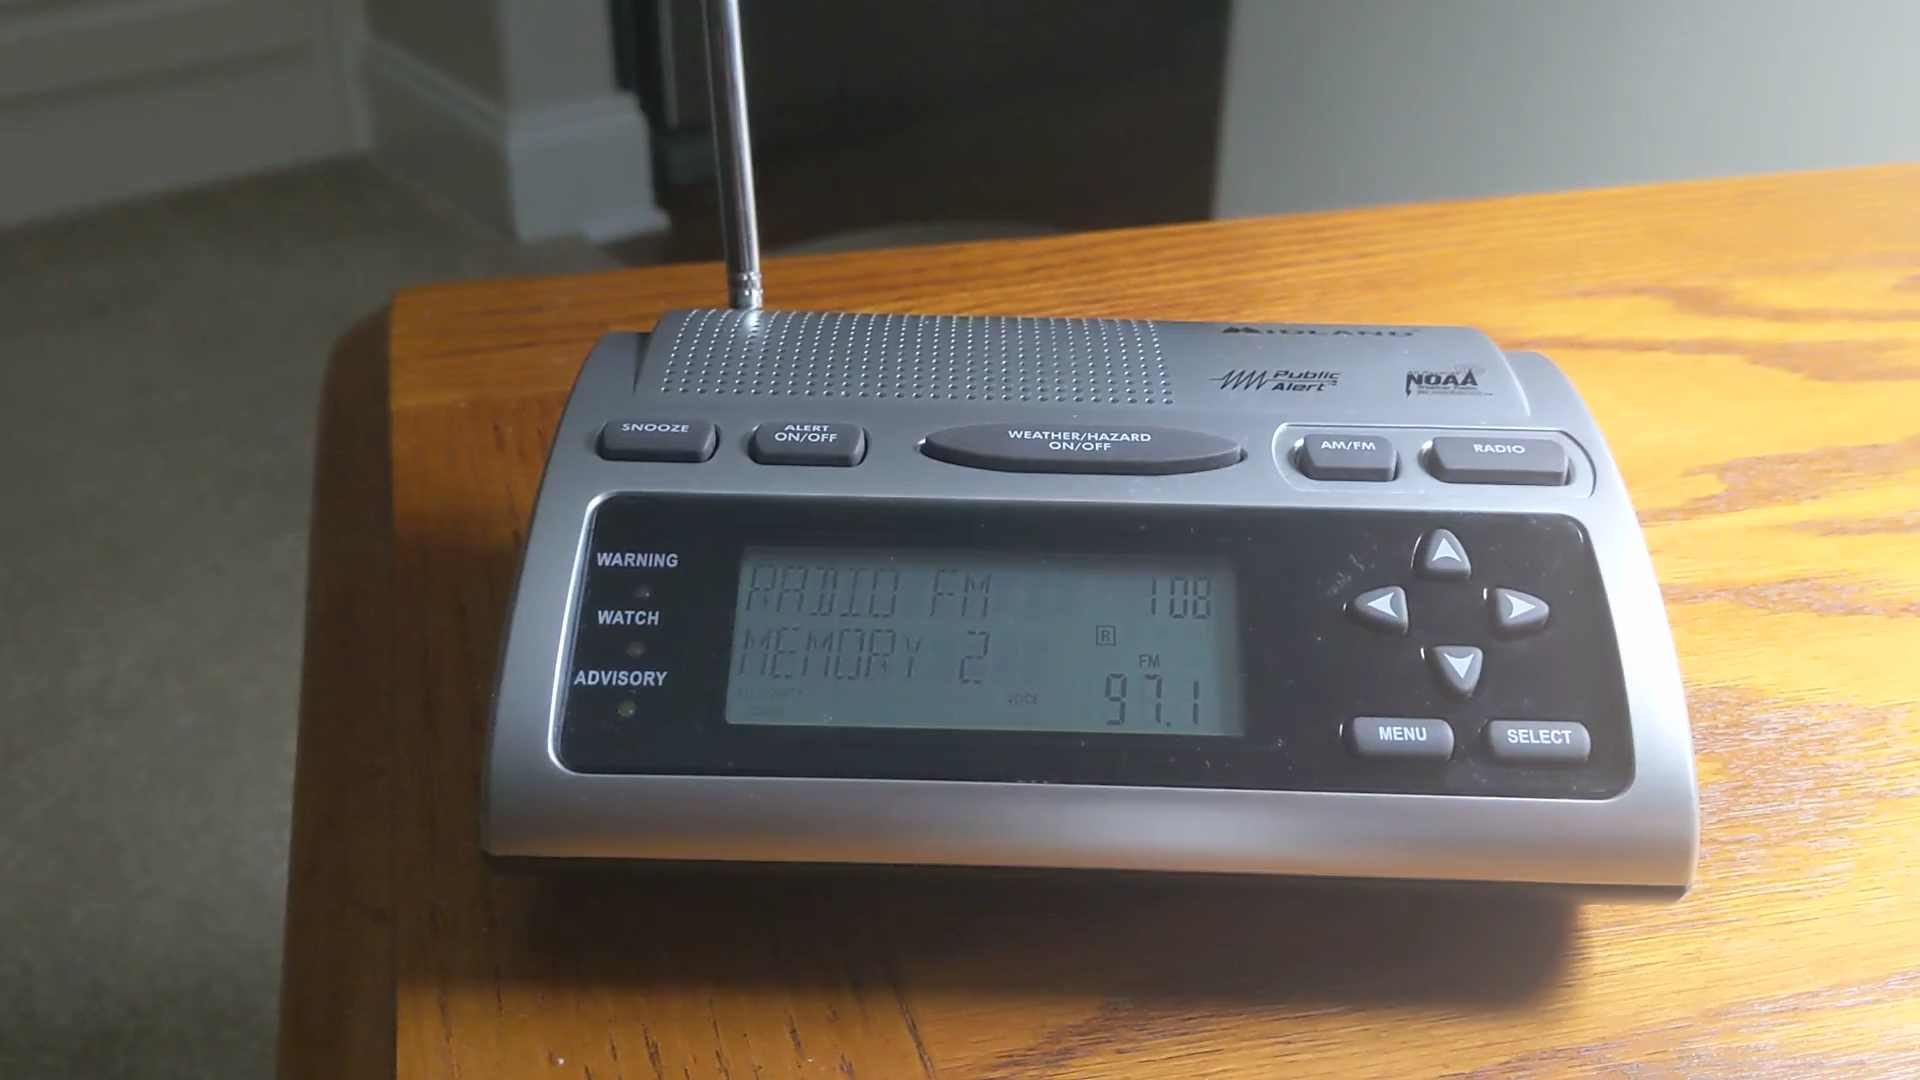 MIDLAND
Public
Alert
NOAA
SNOOZE
ALERT
ON/OFF
WEATHER/HAZARD
ON/OFF
AM/FM
RADIO
WARNING
WATCH
ADVISORY
RADIO FM 108
MEMORY 2
R
FM
VOICE
97.1
MENU
SELECT